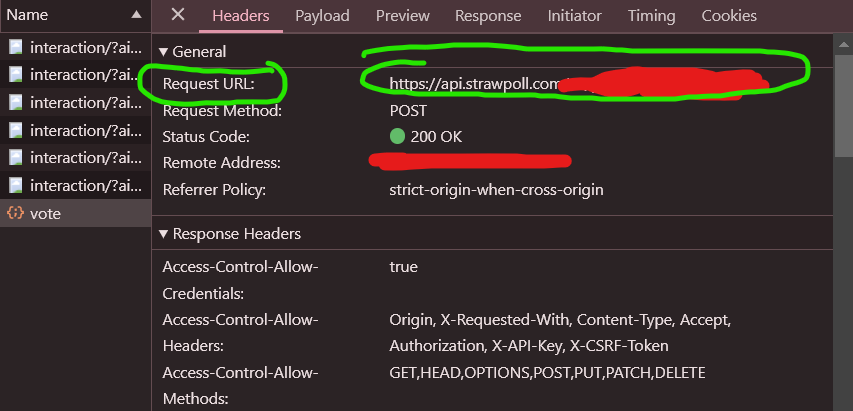 Name
Headers Payload Preview Response Initiator Timing Cookies
interaction/?ai...
interaction/?ai...
interaction/?ai...
interaction/?ai...
interaction/?ai...
interaction/?ai...
vote
General
Request URL: https://api.strawpoll.com
Request Method: POST
Status Code: 200 OK
Remote Address:
Referrer Policy: strict-origin-when-cross-origin
Response Headers
Access-Control-Allow- true
Credentials:
Access-Control-Allow- Origin, X-Requested-With, Content-Type, Accept,
Headers: Authorization, X-API-Key, X-CSRF-Token
Access-Control-Allow- GET,HEAD,OPTIONS,POST,PUT,PATCH,DELETE
Methods: